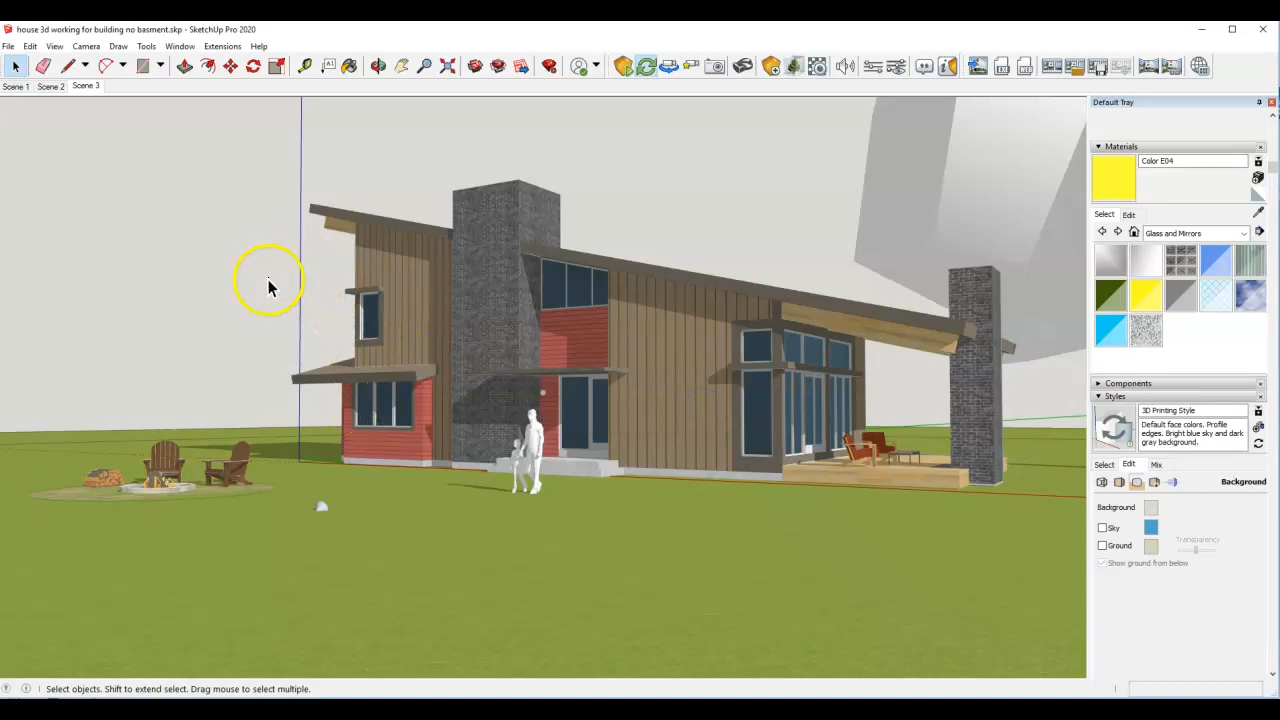 house 3d working for building no basment.skp - SketchUp Pro 2020
File Edit View Camera Draw Tools Window Extensions Help
Scene 1 Scene 2 Scene 3
Default Tray
Materials
Color E04
Select Edit
Glass and Mirrors
Components
Styles
3D Printing Style
Default face colors. Profile
edges. Bright blue sky and dark
gray background.
Select Edit Mix
Background
Background
Sky
Transparency
Ground
Show ground from below
Select objects. Shift to extend select. Drag mouse to select multiple.